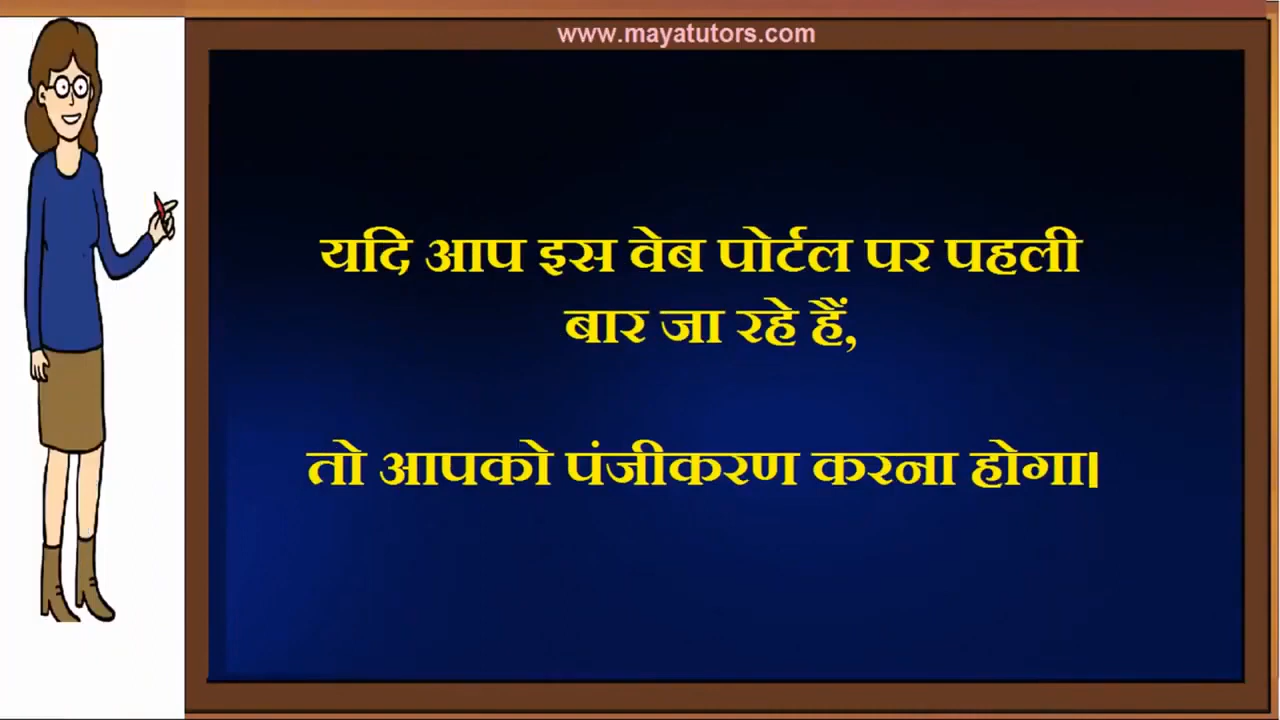 www.mayatutors.com
यदि आप इस वेब पोर्टल पर पहली
बार जा रहे हैं,
तो आपको पंजीकरण करना होगा।